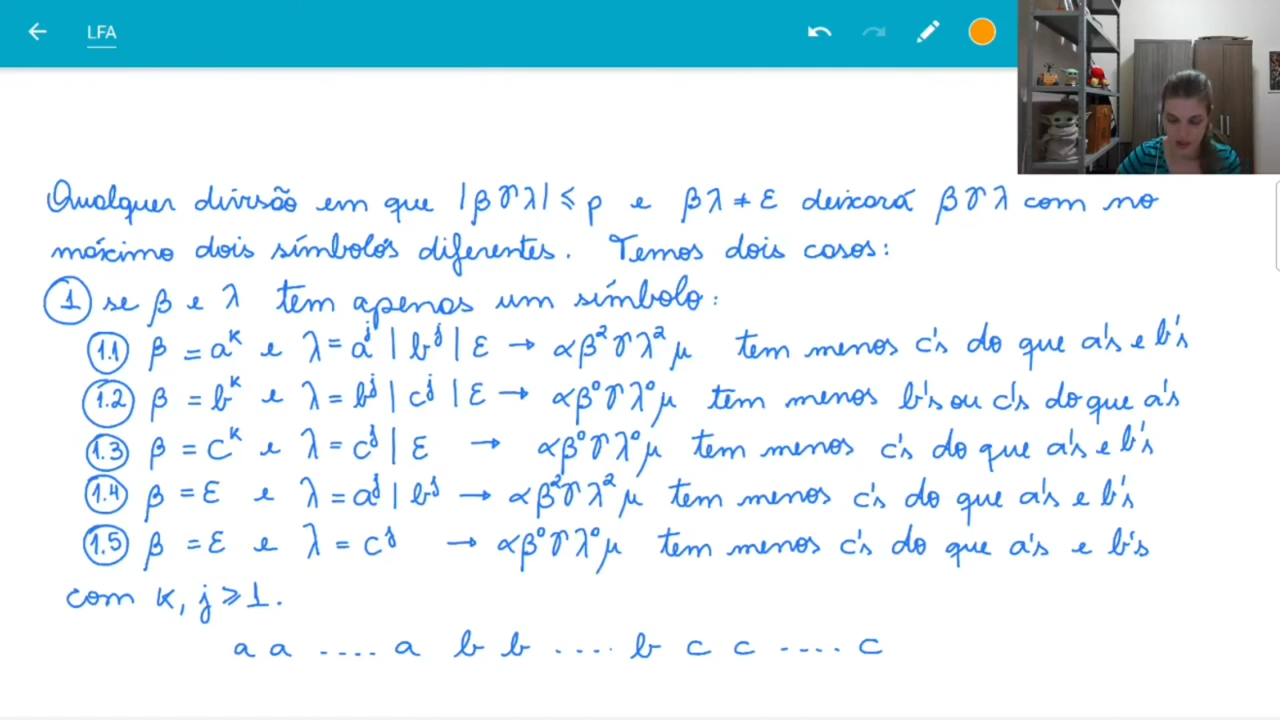 LFA
Qualquer divisão em que |βγλ| ≤ p e βλ ≠ ε deixará βγλ com no
máximo dois símbolos diferentes. Temos dois casos:
① se β e λ tem apenas um símbolo:
1.1 β = a^k e λ = a^j | b^j | ε → αβ²γλ²μ tem menos c's do que a's e b's
1.2 β = b^k e λ = b^j | c^j | ε → αβ⁰γλ⁰μ tem menos b's ou c's do que a's
1.3 β = c^k e λ = c^j | ε → αβ⁰γλ⁰μ tem menos c's do que a's e b's
1.4 β = ε e λ = a^j | b^j → αβ²γλ²μ tem menos c's do que a's e b's
1.5 β = ε e λ = c^j → αβ⁰γλ⁰μ tem menos c's do que a's e b's
com k, j ≥ 1.
a a .... a b b .... b c c .... c